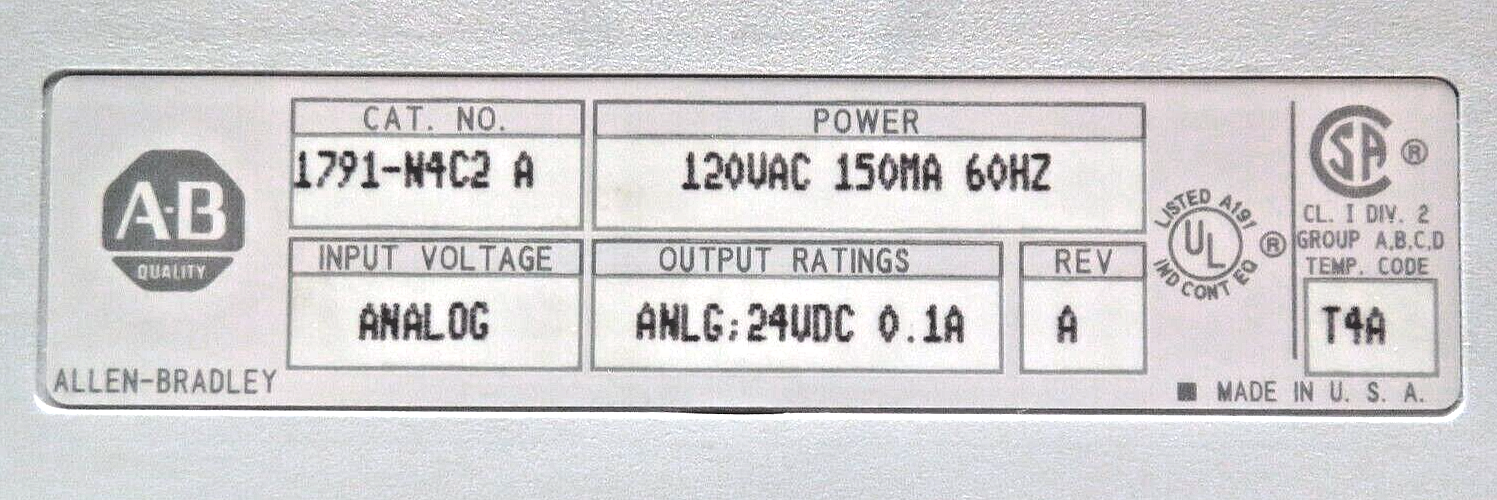 A-B
QUALITY
ALLEN-BRADLEY
CAT. NO.
1791-N4C2 A
POWER
120VAC 150MA 60HZ
INPUT VOLTAGE
ANALOG
OUTPUT RATINGS
ANLG;24VDC 0.1A
REV
A
LISTED A191
UL ®
IND CONT EQ
SA ®
CL. I DIV. 2
GROUP A,B,C,D
TEMP. CODE
T4A
MADE IN U. S. A.